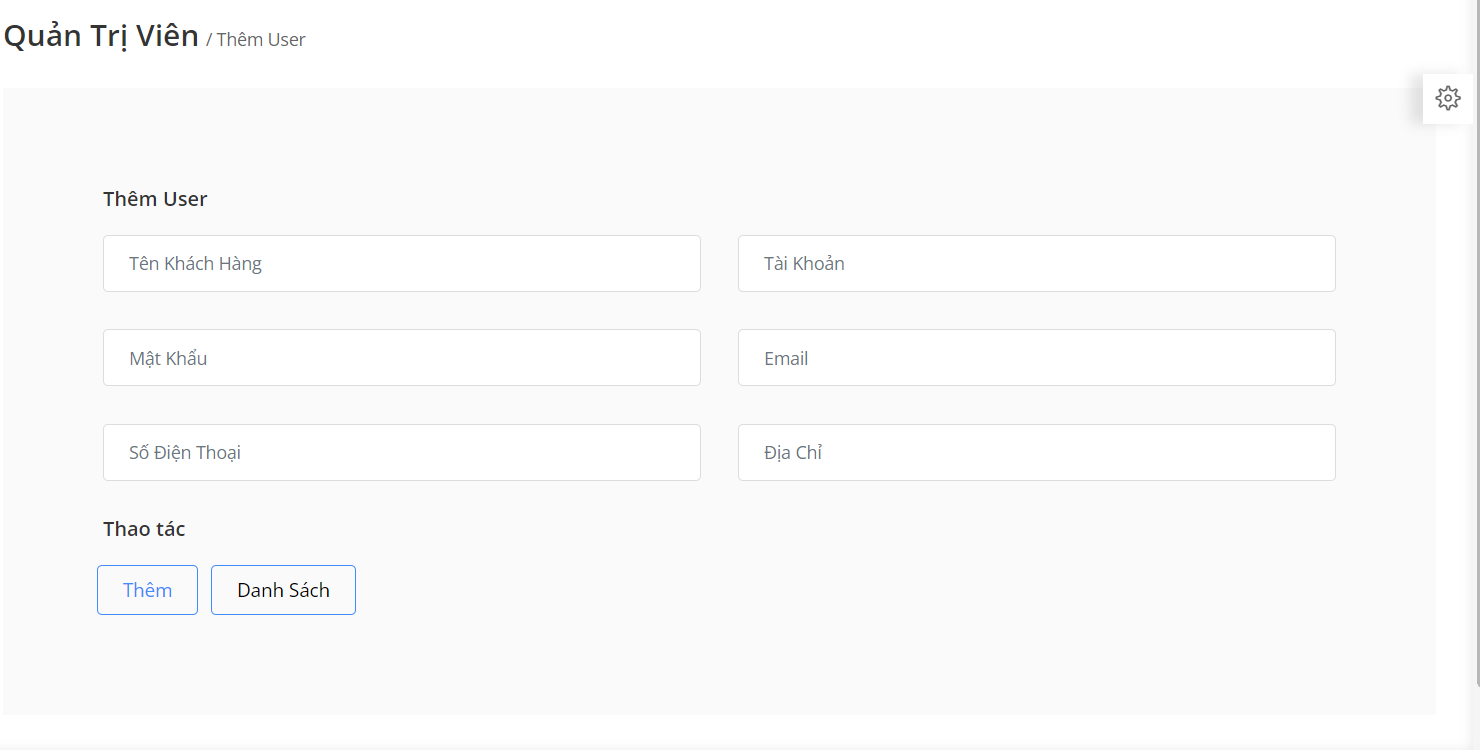 Quản Trị Viên / Thêm User
Thêm User
Tên Khách Hàng
Tài Khoản
Mật Khẩu
Email
Số Điện Thoại
Địa Chỉ
Thao tác
Thêm
Danh Sách